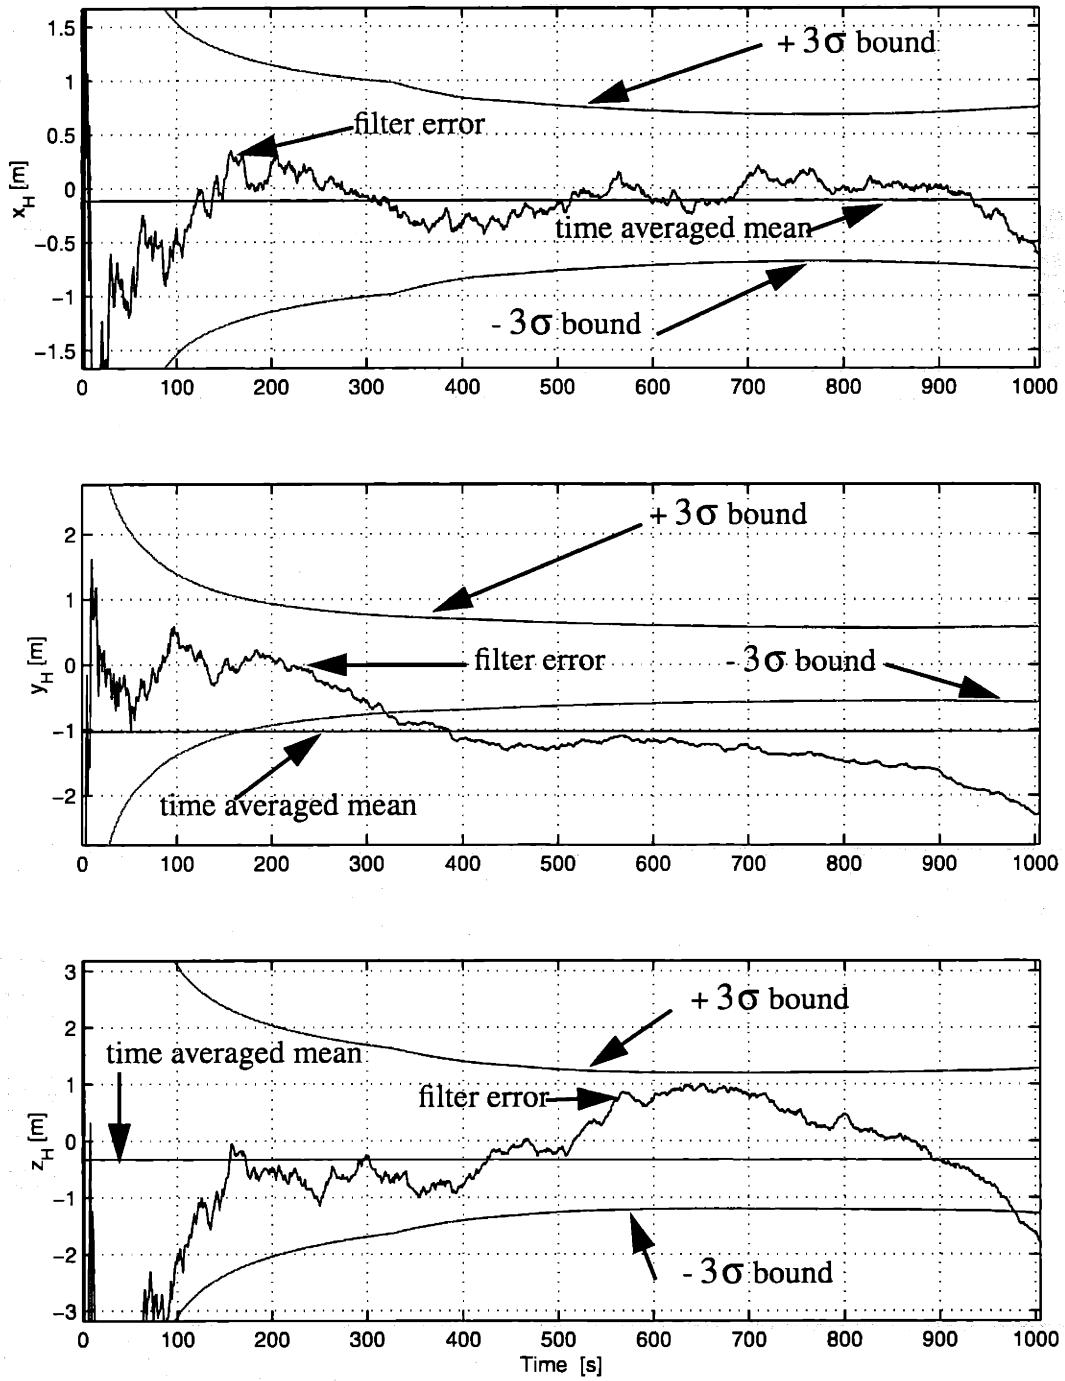 x_H [m]
1.5
1
0.5
0
−0.5
−1
−1.5
+ 3σ bound
filter error
time averaged mean
- 3σ bound
0 100 200 300 400 500 600 700 800 900 1000
y_H [m]
2
1
0
−1
−2
+ 3σ bound
filter error
- 3σ bound
time averaged mean
0 100 200 300 400 500 600 700 800 900 1000
z_H [m]
3
2
1
0
−1
−2
−3
+ 3σ bound
time averaged mean
filter error
- 3σ bound
0 100 200 300 400 500 600 700 800 900 1000
Time [s]